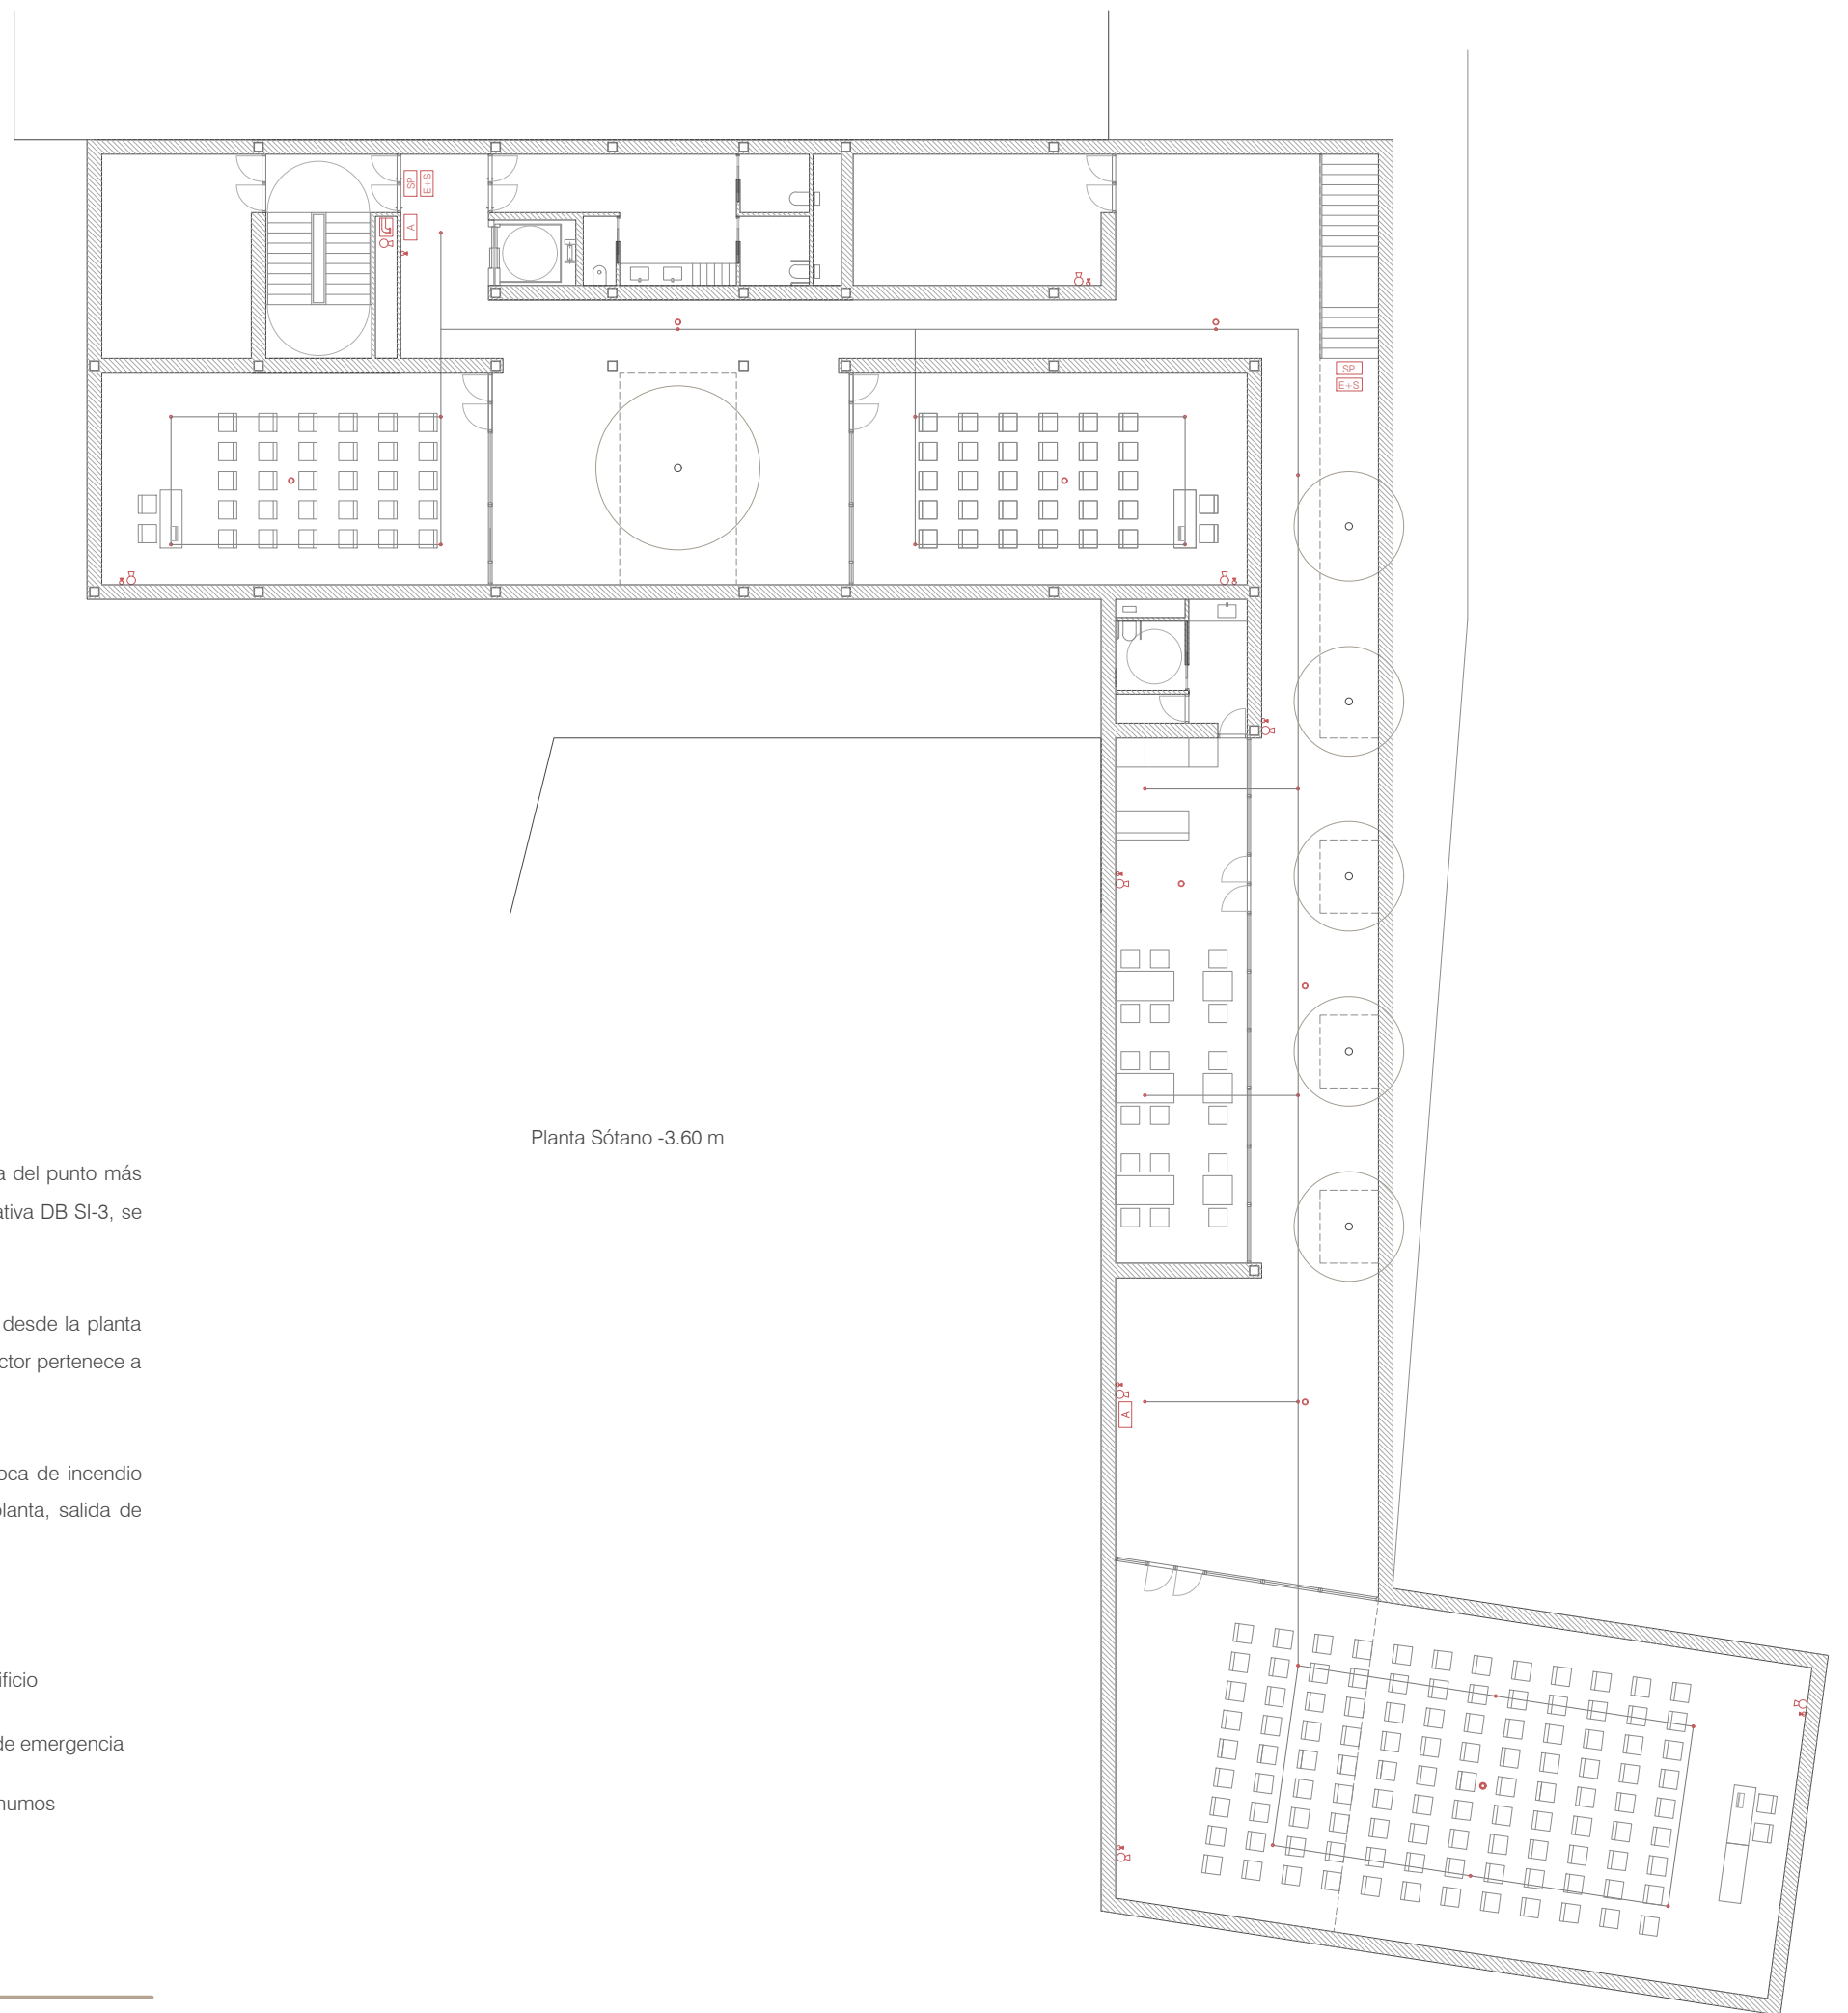 SP
E+S
A
SP
E+S
Planta Sótano -3.60 m
a del punto más
ativa DB SI-3, se
desde la planta
ctor pertenece a
oca de incendio
planta, salida de
A
ificio
de emergencia
humos